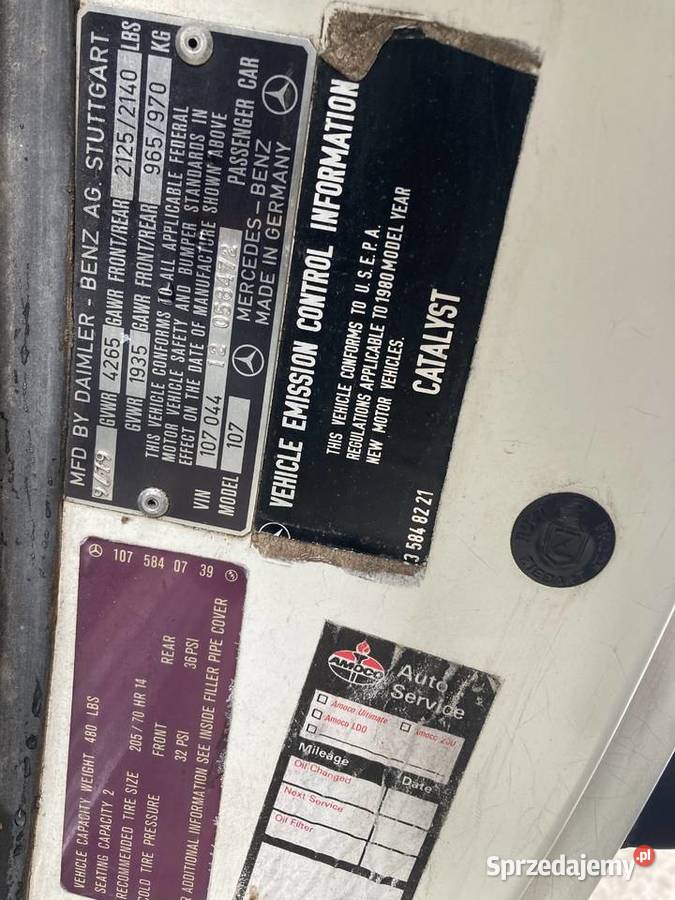 MFD BY DAIMLER - BENZ AG. STUTTGART
9/79 GVWR 4265 GAWR FRONT/REAR 2125/2140 LBS
GVWR 1935 GAWR FRONT/REAR 965/970 KG
THIS VEHICLE CONFORMS TO ALL APPLICABLE FEDERAL
MOTOR VEHICLE SAFETY AND BUMPER STANDARDS IN
EFFECT ON THE DATE OF MANUFACTURE SHOWN ABOVE
VIN 107 044 12 058472 PASSENGER CAR
MODEL 107 MERCEDES-BENZ
MADE IN GERMANY
VEHICLE EMISSION CONTROL INFORMATION
THIS VEHICLE CONFORMS TO U.S.E.P.A.
REGULATIONS APPLICABLE TO 1980 MODEL YEAR
NEW MOTOR VEHICLES.
CATALYST
3 584 82 21
107 584 07 39
VEHICLE CAPACITY WEIGHT 480 LBS
SEATING CAPACITY 2
RECOMMENDED TIRE SIZE 205/70 HR 14
COLD TIRE PRESSURE FRONT REAR
32 PSI 36 PSI
ADDITIONAL INFORMATION SEE INSIDE FILLER PIPE COVER
AMOCO
Auto
Service
Amoco Ultimate
Amoco LDO
Mileage Date
Oil Changed
Next Service
Oil Filter
Sprzedajemy.pl